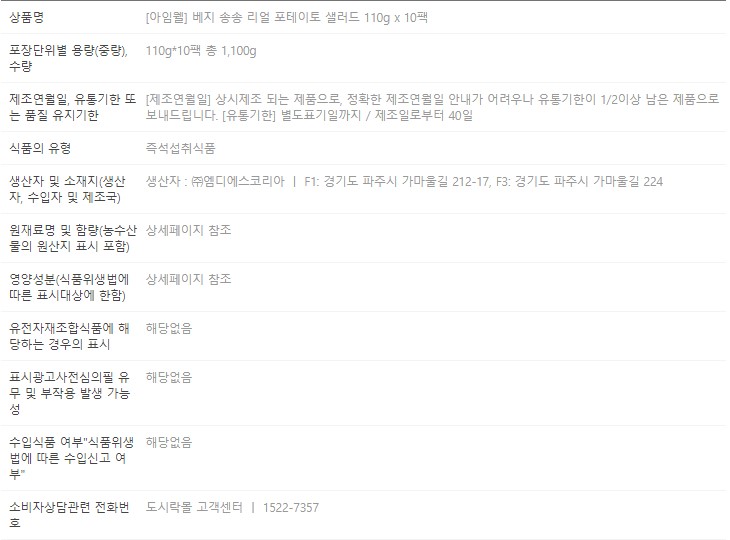 상품명
[아임웰] 베지 송송 리얼 포테이토 샐러드 110g x 10팩
포장단위별 용량(중량),
수량
110g*10팩 총 1,100g
제조연월일, 유통기한 또
는 품질 유지기한
[제조연월일] 상시제조 되는 제품으로, 정확한 제조연월일 안내가 어려우나 유통기한이 1/2이상 남은 제품으로
보내드립니다. [유통기한] 별도표기일까지 / 제조일로부터 40일
식품의 유형
즉석섭취식품
생산자 및 소재지(생산
자, 수입자 및 제조국)
생산자 : ㈜엠디에스코리아 ㅣ F1: 경기도 파주시 가마울길 212-17, F3: 경기도 파주시 가마울길 224
원재료명 및 함량(농수산
물의 원산지 표시 포함)
상세페이지 참조
영양성분(식품위생법에
따른 표시대상에 한함)
상세페이지 참조
유전자재조합식품에 해
당하는 경우의 표시
해당없음
표시광고사전심의필 유
무 및 부작용 발생 가능
성
해당없음
수입식품 여부"식품위생
법에 따른 수입신고 여
부"
해당없음
소비자상담관련 전화번
호
도시락몰 고객센터 ㅣ 1522-7357